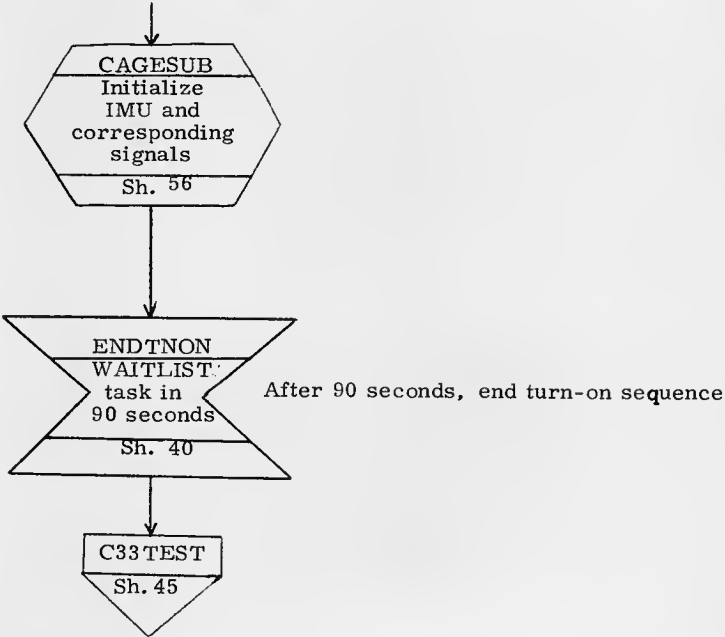 CAGESUB
Initialize
IMU and
corresponding
signals
Sh. 56
ENDTNON
WAITLIST
task in
90 seconds
After 90 seconds, end turn-on sequence
Sh. 40
C33TEST
Sh. 45